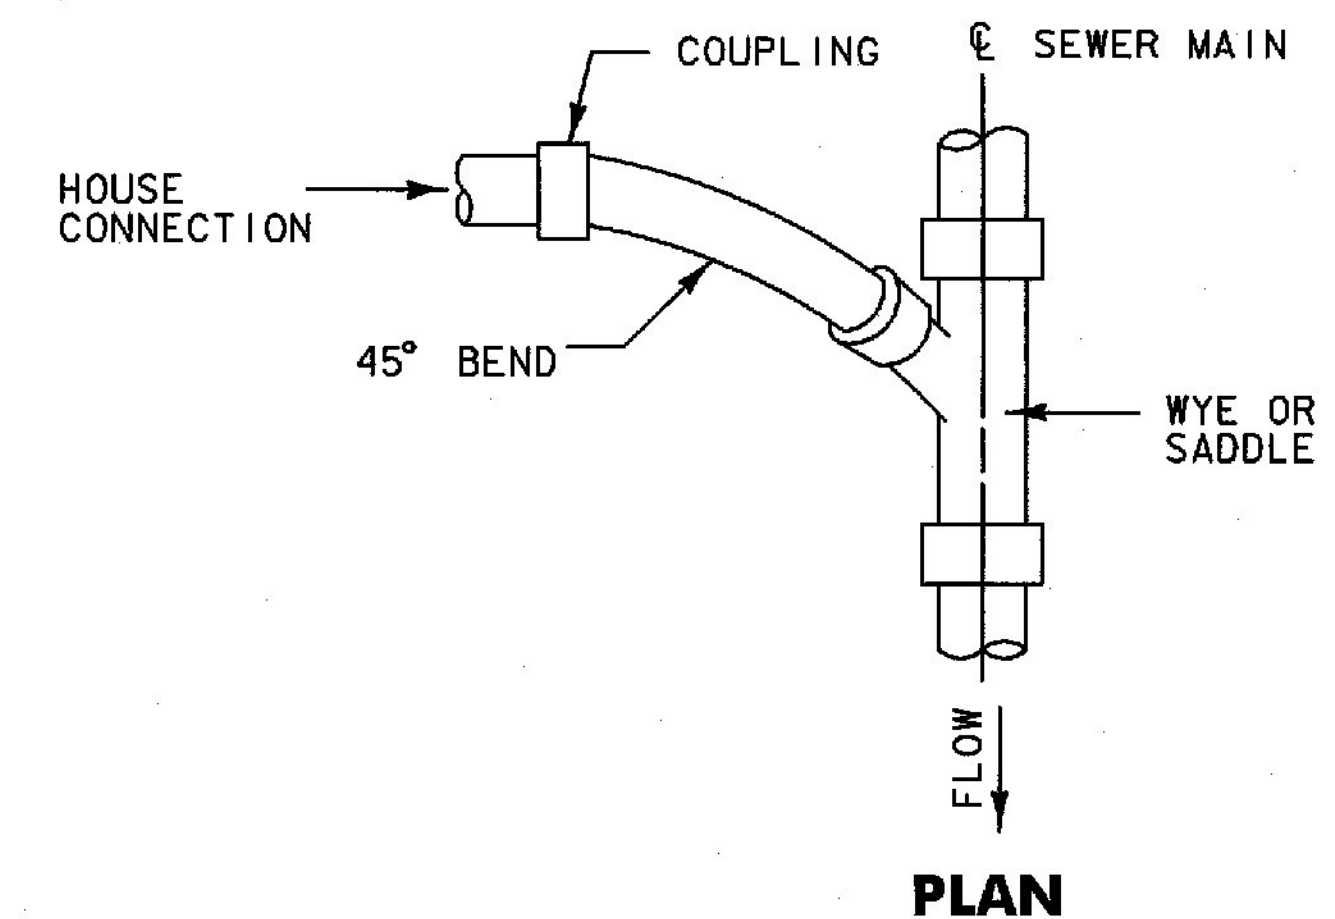 COUPLING
℄ SEWER MAIN
HOUSE
CONNECTION
45° BEND
WYE OR
SADDLE
FLOW
PLAN